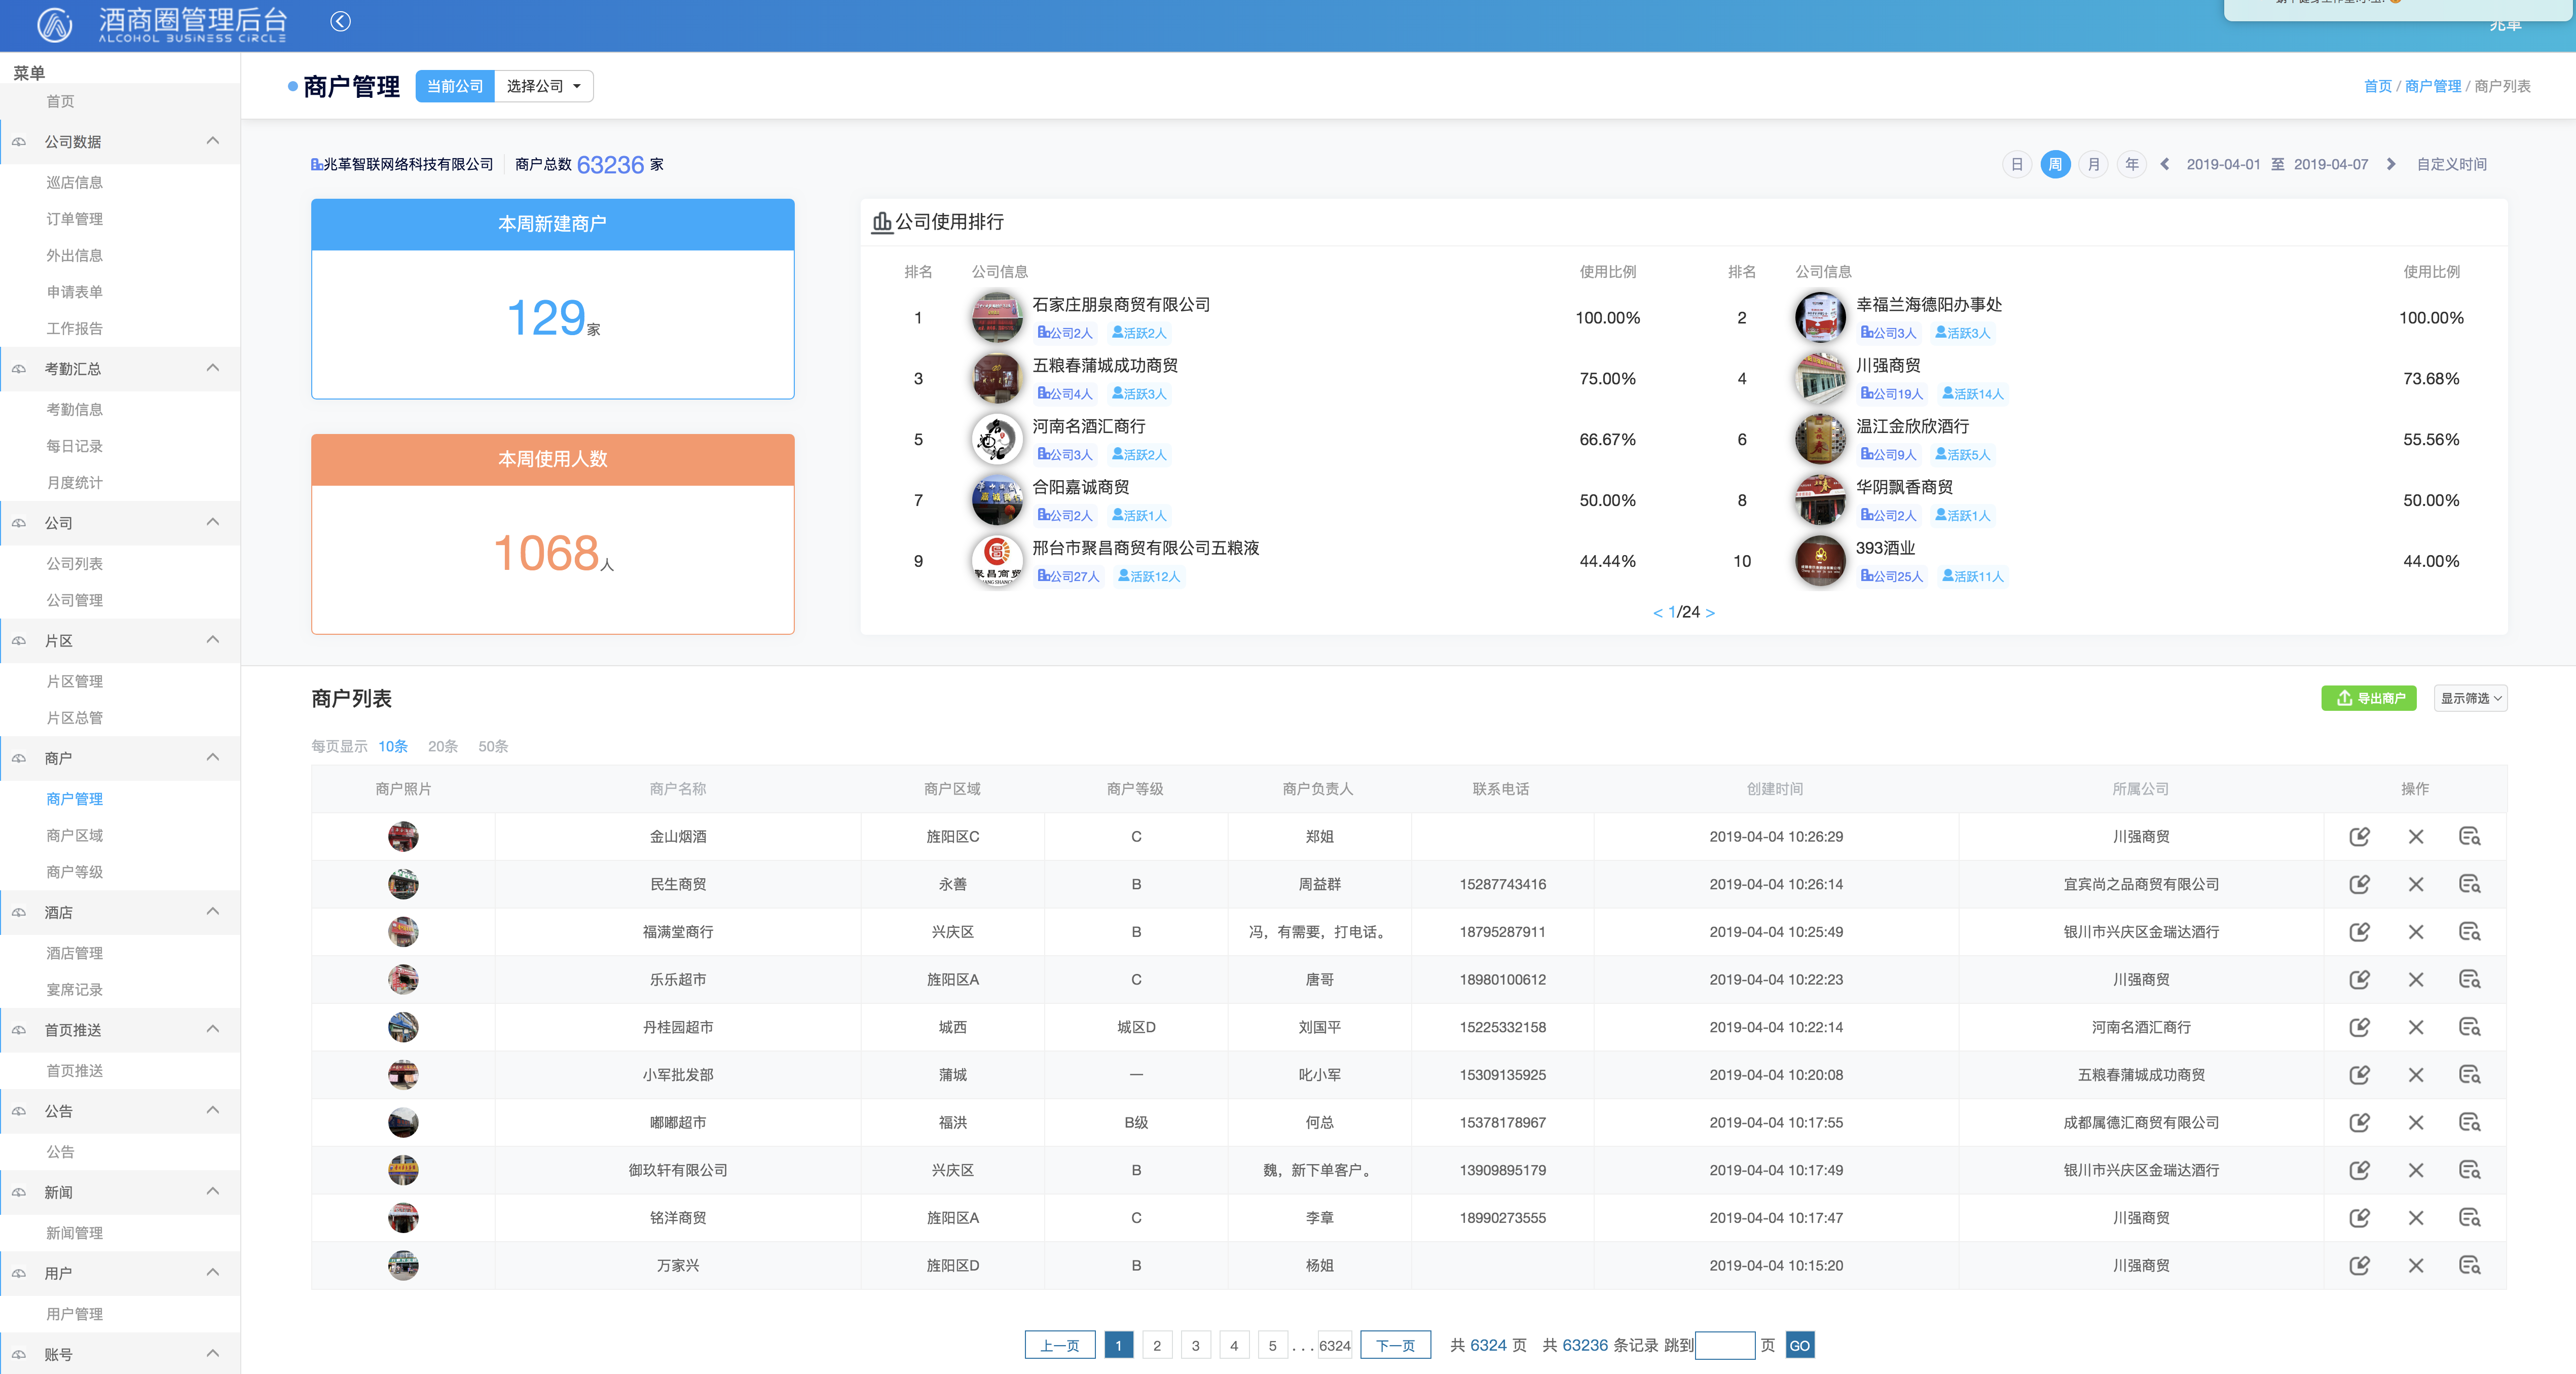 酒商圈管理后台
ALCOHOL BUSINESS CIRCLE
菜单
首页
公司数据
巡店信息
订单管理
外出信息
申请表单
工作报告
考勤汇总
考勤信息
每日记录
月度统计
公司
公司列表
公司管理
片区
片区管理
片区总管
商户
商户管理
商户区域
商户等级
酒店
酒店管理
宴席记录
首页推送
首页推送
公告
公告
新闻
新闻管理
用户
用户管理
账号
商户管理 当前公司 选择公司
首页 / 商户管理 / 商户列表
兆革智联网络科技有限公司 商户总数 63236 家
日 周 月 年 2019-04-01 至 2019-04-07 自定义时间
本周新建商户
129家
本周使用人数
1068人
公司使用排行
排名 公司信息 使用比例 排名 公司信息 使用比例
1 石家庄朋泉商贸有限公司 公司2人 活跃2人 100.00%
2 幸福兰海德阳办事处 公司3人 活跃3人 100.00%
3 五粮春蒲城成功商贸 公司4人 活跃3人 75.00%
4 川强商贸 公司19人 活跃14人 73.68%
5 河南名酒汇商行 公司3人 活跃2人 66.67%
6 温江金欣欣酒行 公司9人 活跃5人 55.56%
7 合阳嘉诚商贸 公司2人 活跃1人 50.00%
8 华阴飘香商贸 公司2人 活跃1人 50.00%
9 邢台市聚昌商贸有限公司五粮液 公司27人 活跃12人 44.44%
10 393酒业 公司25人 活跃11人 44.00%
< 1/24 >
商户列表
导出商户 显示筛选
每页显示 10条 20条 50条
商户照片 商户名称 商户区域 商户等级 商户负责人 联系电话 创建时间 所属公司 操作
金山烟酒 旌阳区C C 郑姐 2019-04-04 10:26:29 川强商贸
民生商贸 永善 B 周益群 15287743416 2019-04-04 10:26:14 宜宾尚之品商贸有限公司
福满堂商行 兴庆区 B 冯，有需要，打电话。 18795287911 2019-04-04 10:25:49 银川市兴庆区金瑞达酒行
乐乐超市 旌阳区A C 唐哥 18980100612 2019-04-04 10:22:23 川强商贸
丹桂园超市 城西 城区D 刘国平 15225332158 2019-04-04 10:22:14 河南名酒汇商行
小军批发部 蒲城 一 叱小军 15309135925 2019-04-04 10:20:08 五粮春蒲城成功商贸
嘟嘟超市 福洪 B级 何总 15378178967 2019-04-04 10:17:55 成都属德汇商贸有限公司
御玖轩有限公司 兴庆区 B 魏，新下单客户。 13909895179 2019-04-04 10:17:49 银川市兴庆区金瑞达酒行
铭洋商贸 旌阳区A C 李章 18990273555 2019-04-04 10:17:47 川强商贸
万家兴 旌阳区D B 杨姐 2019-04-04 10:15:20 川强商贸
上一页 1 2 3 4 5 ... 6324 下一页 共 6324 页 共 63236 条记录 跳到 页 GO